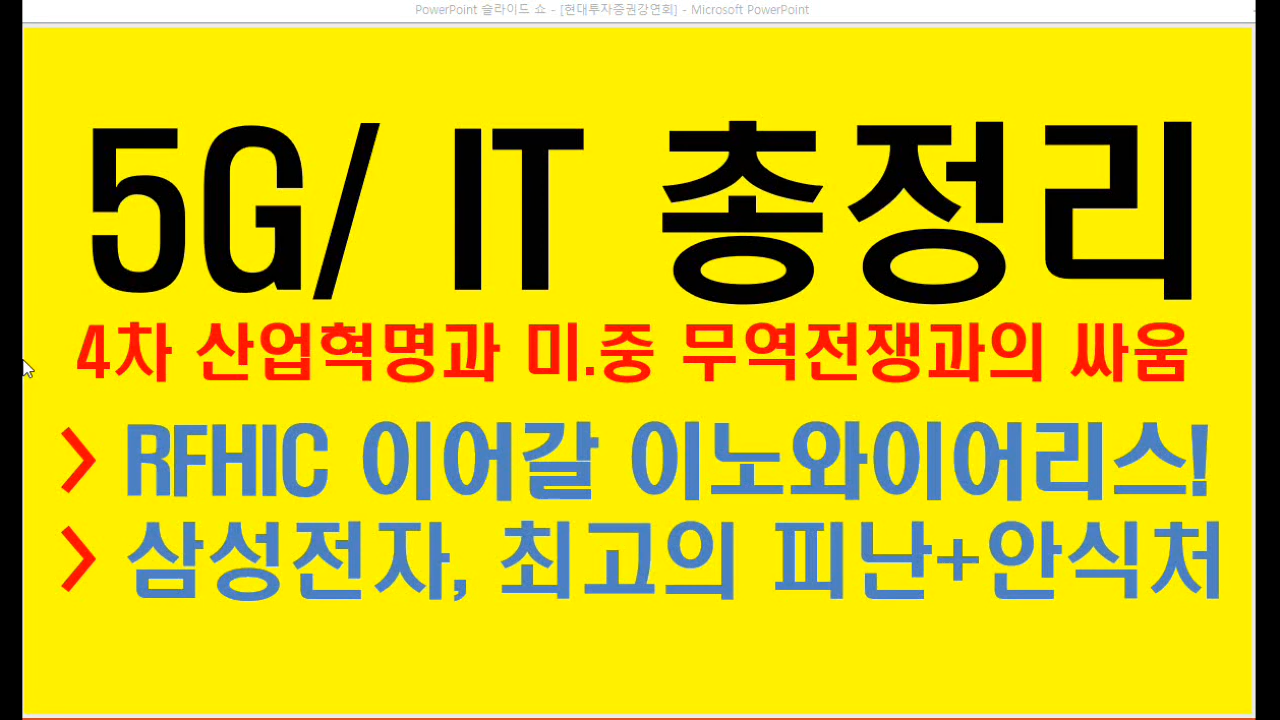 PowerPoint 슬라이드 쇼 - [현대투자증권강연회] - Microsoft PowerPoint
5G/ IT 총정리
4차 산업혁명과 미.중 무역전쟁과의 싸움
> RFHIC 이어갈 이노와이어리스!
> 삼성전자, 최고의 피난+안식처